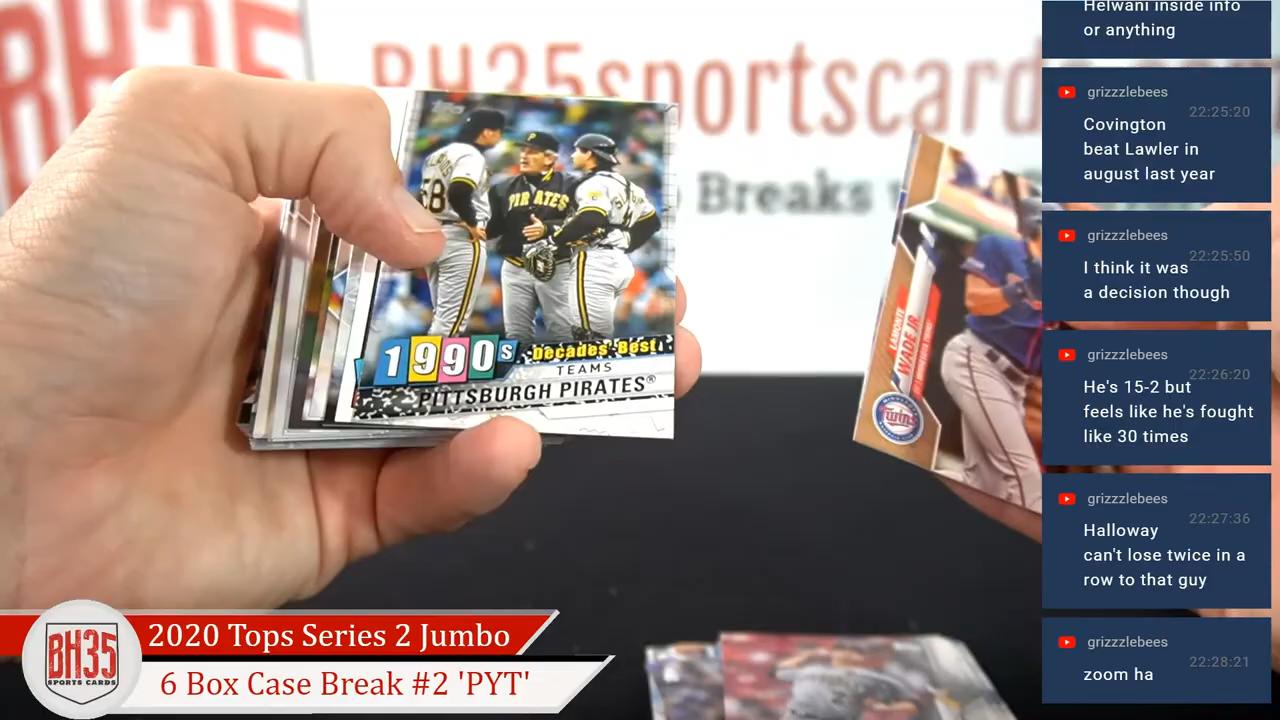 BH35
BH35sportscards
Breaks
58
PIRATES
1990s
Decades' Best
TEAMS
PITTSBURGH PIRATES®
LAMONTE
WADE JR.
Twins
2020 Tops Series 2 Jumbo
6 Box Case Break #2 'PYT'
BH35
SPORTS CARDS
Helwani inside info
or anything
grizzzlebees
22:25:20
Covington
beat Lawler in
august last year
grizzzlebees
22:25:50
I think it was
a decision though
grizzzlebees
22:26:20
He's 15-2 but
feels like he's fought
like 30 times
grizzzlebees
22:27:36
Halloway
can't lose twice in a
row to that guy
grizzzlebees
22:28:21
zoom ha